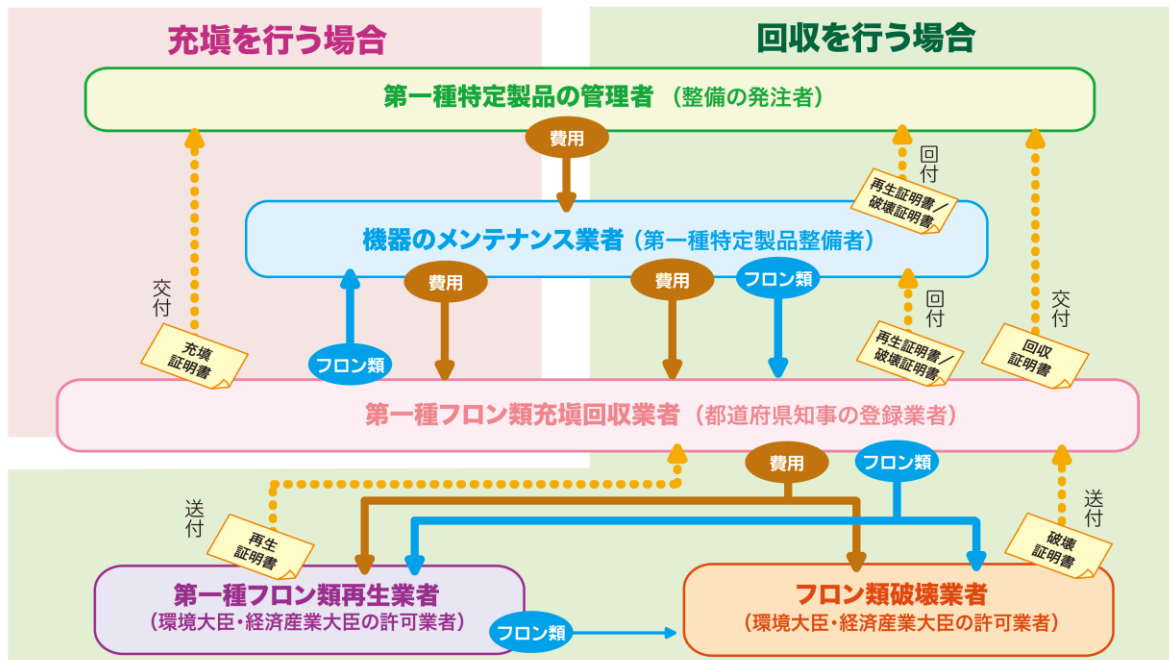 充塡を行う場合
回収を行う場合
第一種特定製品の管理者 （整備の発注者）
費用
回付
再生証明書／
破壊証明書
機器のメンテナンス業者（第一種特定製品整備者）
交付
充塡
証明書
フロン類
費用
費用
フロン類
回付
再生証明書／
破壊証明書
交付
回収
証明書
第一種フロン類充塡回収業者（都道府県知事の登録業者）
費用
フロン類
送付
再生
証明書
送付
破壊
証明書
第一種フロン類再生業者
（環境大臣・経済産業大臣の許可業者）
フロン類
フロン類破壊業者
（環境大臣・経済産業大臣の許可業者）